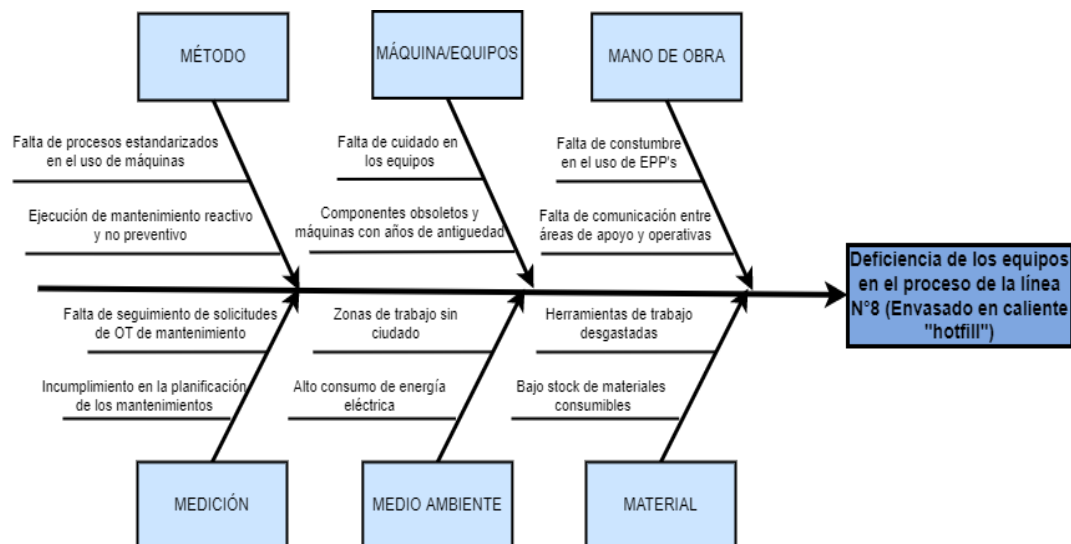 MÉTODO
MÁQUINA/EQUIPOS
MANO DE OBRA
Falta de procesos estandarizados
en el uso de máquinas
Ejecución de mantenimiento reactivo
y no preventivo
Falta de cuidado en
los equipos
Componentes obsoletos y
máquinas con años de antiguedad
Falta de constumbre
en el uso de EPP's
Falta de comunicación entre
áreas de apoyo y operativas
Deficiencia de los equipos
en el proceso de la línea
N°8 (Envasado en caliente
"hotfill")
Falta de seguimiento de solicitudes
de OT de mantenimiento
Incumplimiento en la planificación
de los mantenimientos
Zonas de trabajo sin
ciudado
Alto consumo de energía
eléctrica
Herramientas de trabajo
desgastadas
Bajo stock de materiales
consumibles
MEDICIÓN
MEDIO AMBIENTE
MATERIAL